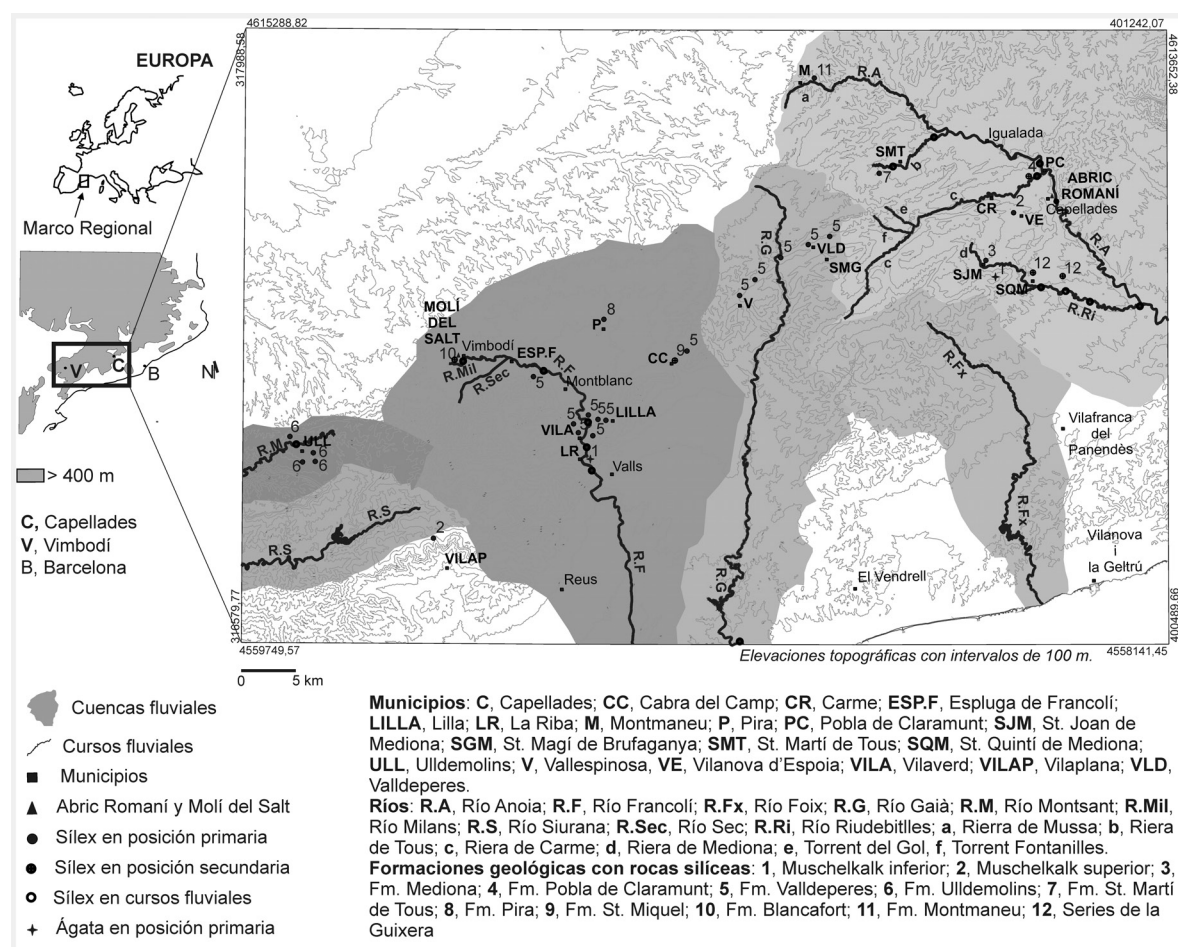 4615288,82
401242,07
317988,58
4613652,38
EUROPA
Marco Regional
V
C
B
N
> 400 m
C, Capellades
V, Vimbodí
B, Barcelona
M 11
a
R.A
Igualada
SMT
b
7
4
PC
9
ABRIC
ROMANÍ
Capellades
c
CR
2
VE
e
f
c
R.A
R.G
5
5
5
VLD
SMG
5
5
V
d
3
SJM
1
SQM
12
12
R.Ri
MOLÍ
DEL
SALT
Vimbodí
10
R.Mil
R.Sec
ESP.F
R.F
5
Montblanc
8
P
CC
9
5
5
5
5
5
LILLA
VILA
5
LR
1
Valls
R.Fx
Vilafranca
del
Panendès
6
R.M
ULL
6
6
6
R.S
R.S
2
VILAP
Reus
R.F
R.G
R.Fx
El Vendrell
Vilanova
i
la Geltrú
316579,77
400489,69
4559749,57
4558141,45
Elevaciones topográficas con intervalos de 100 m.
0 5 km
Cuencas fluviales
Cursos fluviales
Municipios
Abric Romaní y Molí del Salt
Sílex en posición primaria
Sílex en posición secundaria
Sílex en cursos fluviales
Ágata en posición primaria
Municipios: C, Capellades; CC, Cabra del Camp; CR, Carme; ESP.F, Espluga de Francolí;
LILLA, Lilla; LR, La Riba; M, Montmaneu; P, Pira; PC, Pobla de Claramunt; SJM, St. Joan de
Mediona; SGM, St. Magí de Brufaganya; SMT, St. Martí de Tous; SQM, St. Quintí de Mediona;
ULL, Ulldemolins; V, Vallespinosa, VE, Vilanova d'Espoia; VILA, Vilaverd; VILAP, Vilaplana; VLD,
Valldeperes.
Ríos: R.A, Río Anoia; R.F, Río Francolí; R.Fx, Río Foix; R.G, Río Gaià; R.M, Río Montsant; R.Mil,
Río Milans; R.S, Río Siurana; R.Sec, Río Sec; R.Ri, Río Riudebitlles; a, Rierra de Mussa; b, Riera
de Tous; c, Riera de Carme; d, Riera de Mediona; e, Torrent del Gol, f, Torrent Fontanilles.
Formaciones geológicas con rocas silíceas: 1, Muschelkalk inferior; 2, Muschelkalk superior; 3,
Fm. Mediona; 4, Fm. Pobla de Claramunt; 5, Fm. Valldeperes; 6, Fm. Ulldemolins; 7, Fm. St. Martí
de Tous; 8, Fm. Pira; 9, Fm. St. Miquel; 10, Fm. Blancafort; 11, Fm. Montmaneu; 12, Series de la
Guixera